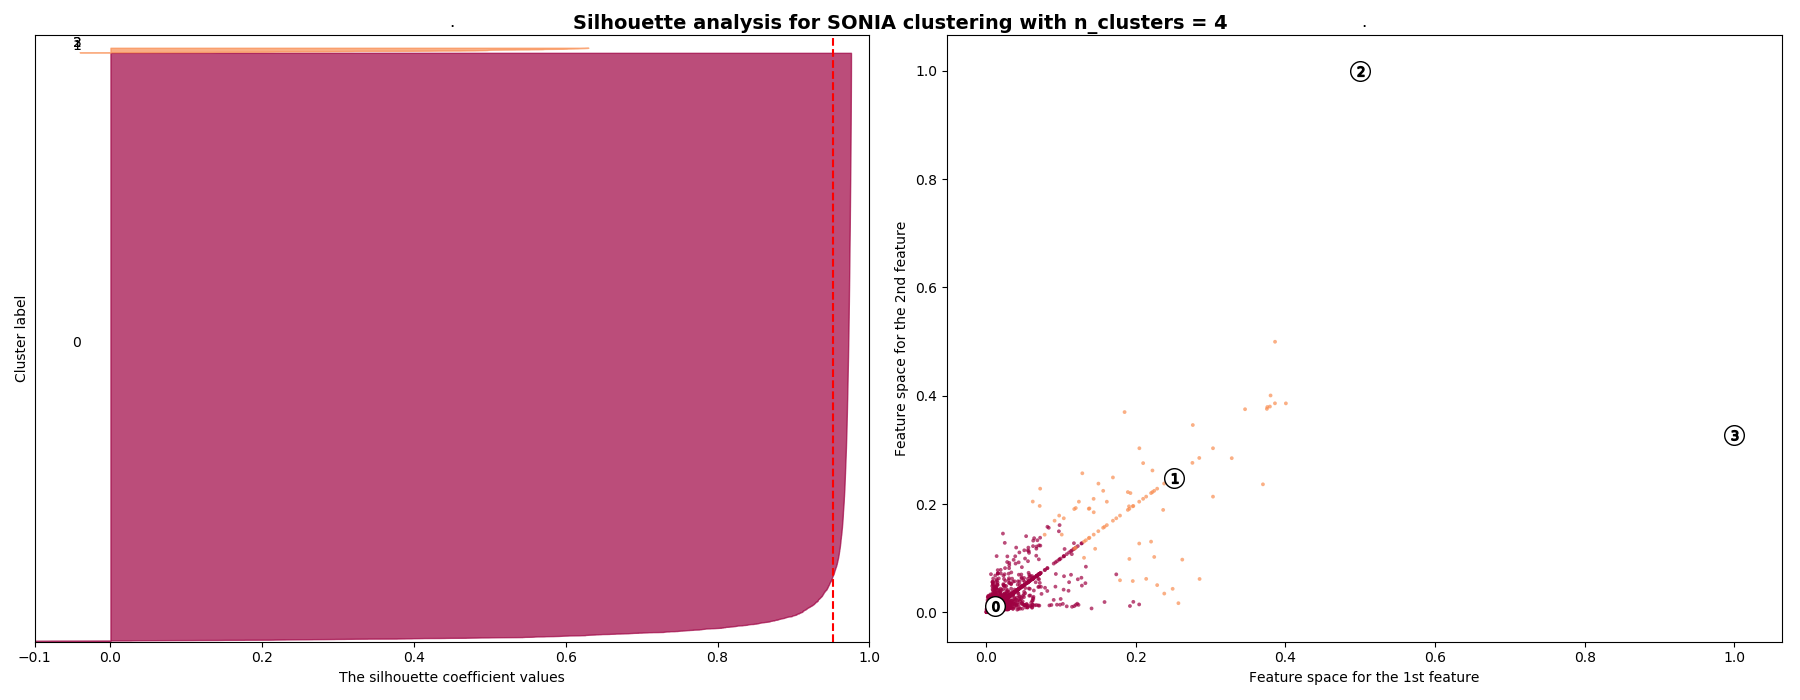 Silhouette analysis for SONIA clustering with n_clusters = 4
.
.
Cluster label
3
2
1
0
−0.1 0.0 0.2 0.4 0.6 0.8 1.0
The silhouette coefficient values
Feature space for the 2nd feature
1.0
0.8
0.6
0.4
0.2
0.0
2
3
1
0
0.0 0.2 0.4 0.6 0.8 1.0
Feature space for the 1st feature